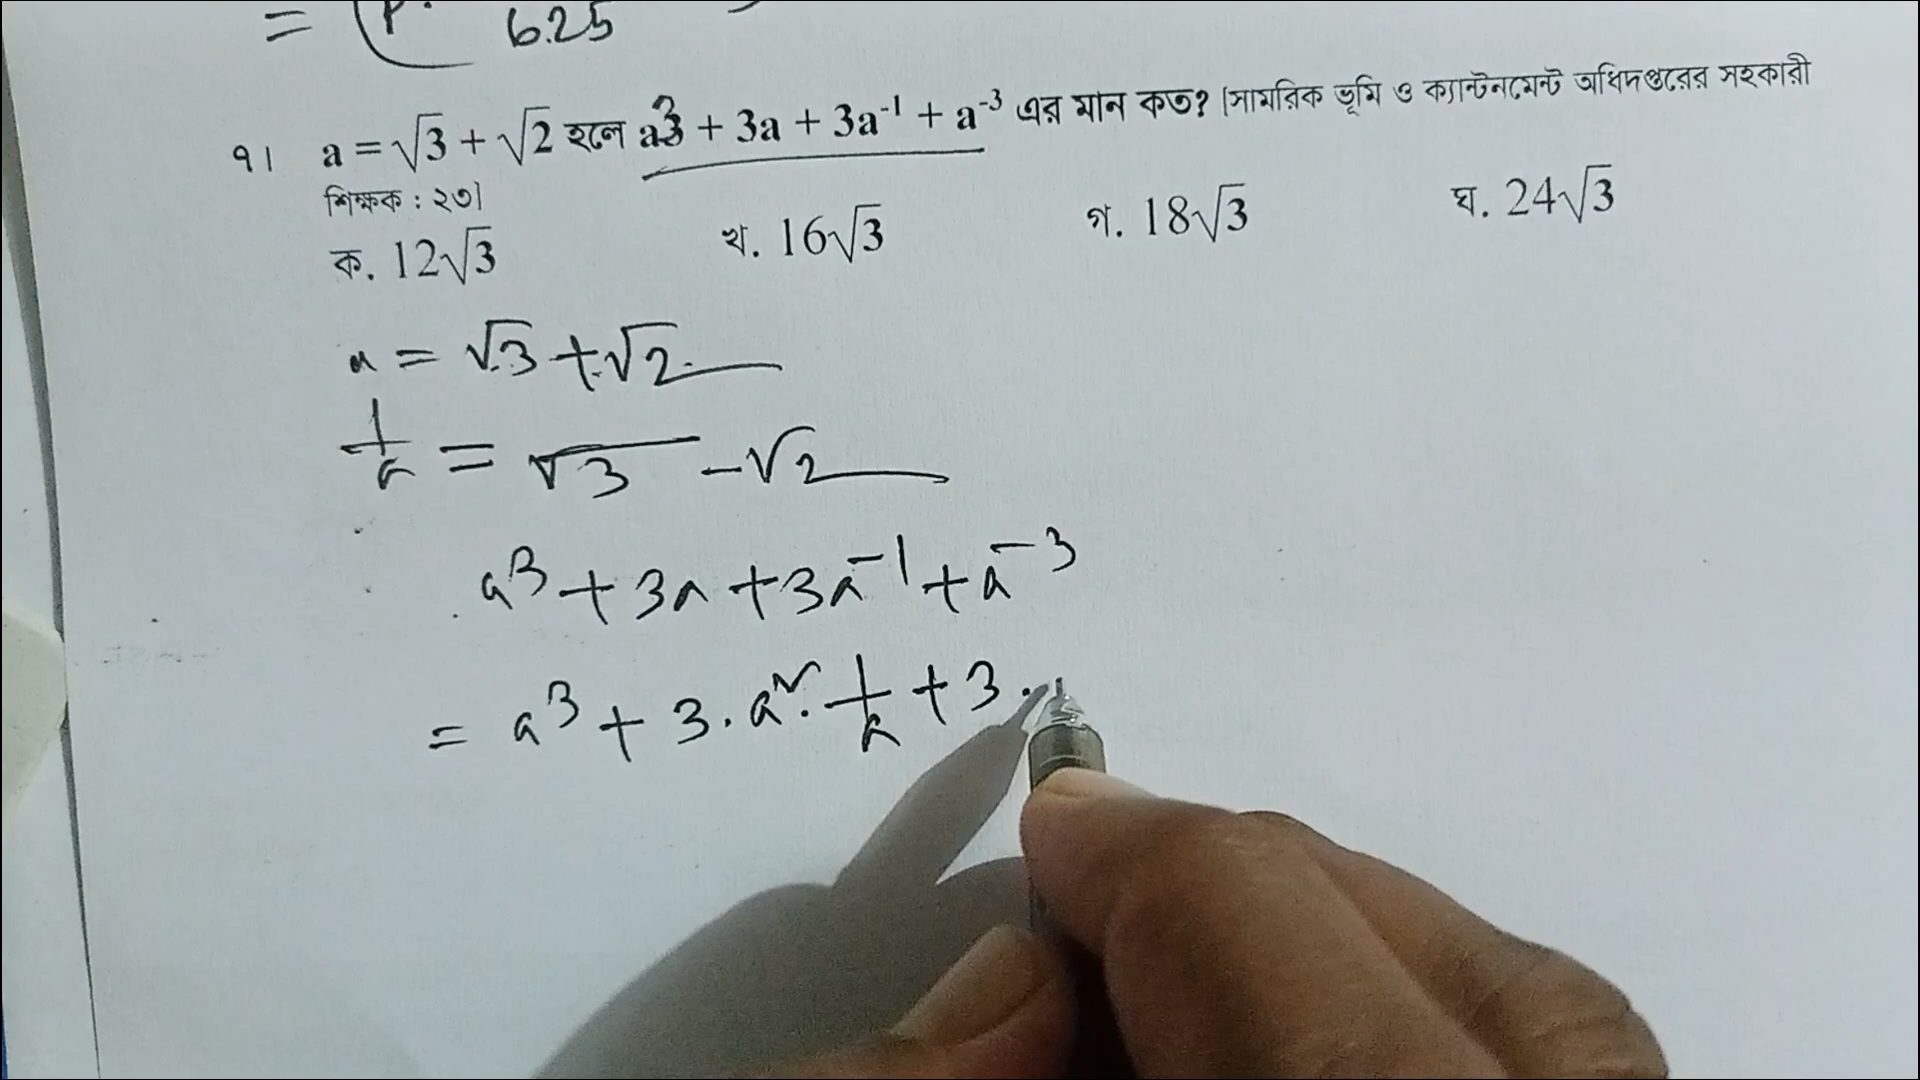 = (P. 6.25
৭। a = √3 + √2 হলে a³ + 3a + 3a⁻¹ + a⁻³ এর মান কত? [সামরিক ভূমি ও ক্যান্টনমেন্ট অধিদপ্তরের সহকারী
শিক্ষক : ২৩]
ক. 12√3 খ. 16√3 গ. 18√3 ঘ. 24√3
a = √3 + √2
1/a = √3 - √2
a³ + 3a + 3a⁻¹ + a⁻³
= a³ + 3 . a² . 1/a + 3 .